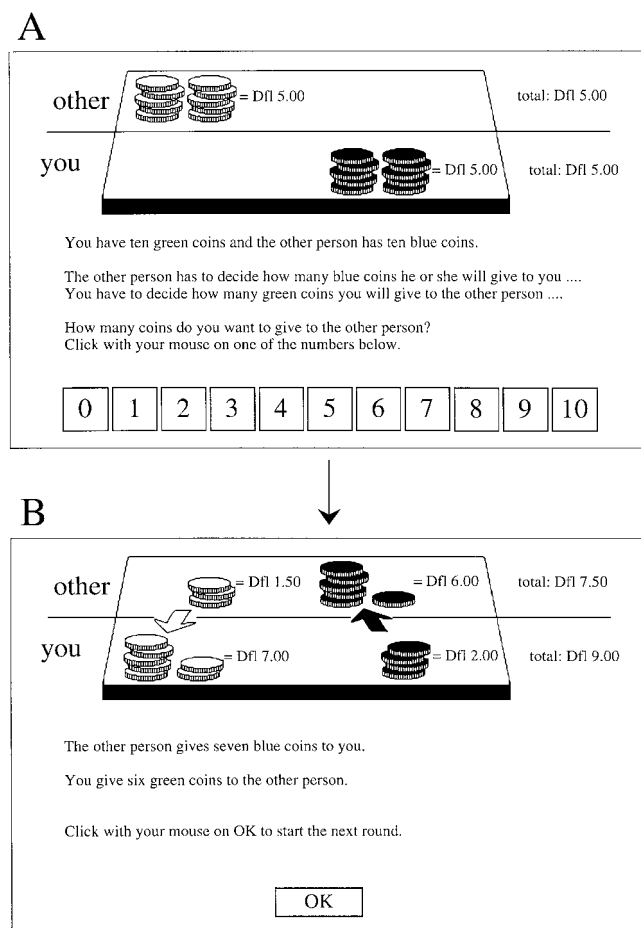 A
other
= Dfl 5.00
total: Dfl 5.00
you
= Dfl 5.00
total: Dfl 5.00
You have ten green coins and the other person has ten blue coins.
The other person has to decide how many blue coins he or she will give to you ....
You have to decide how many green coins you will give to the other person ....
How many coins do you want to give to the other person?
Click with your mouse on one of the numbers below.
0 1 2 3 4 5 6 7 8 9 10
B
other
= Dfl 1.50
= Dfl 6.00
total: Dfl 7.50
you
= Dfl 7.00
= Dfl 2.00
total: Dfl 9.00
The other person gives seven blue coins to you.
You give six green coins to the other person.
Click with your mouse on OK to start the next round.
OK